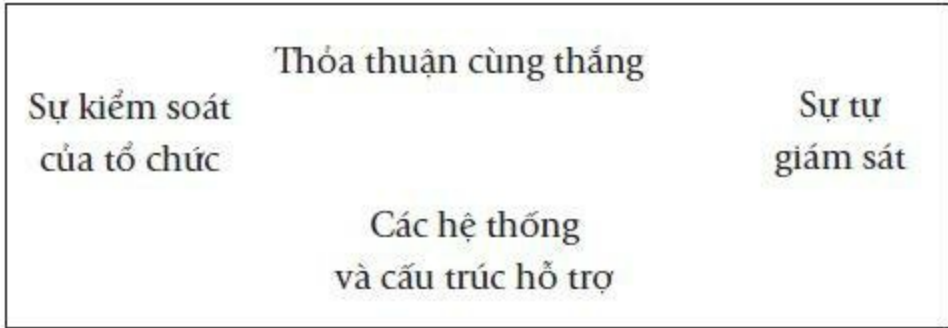 Thỏa thuận cùng thắng
Sự kiểm soát
của tổ chức
Sự tự
giám sát
Các hệ thống
và cấu trúc hỗ trợ